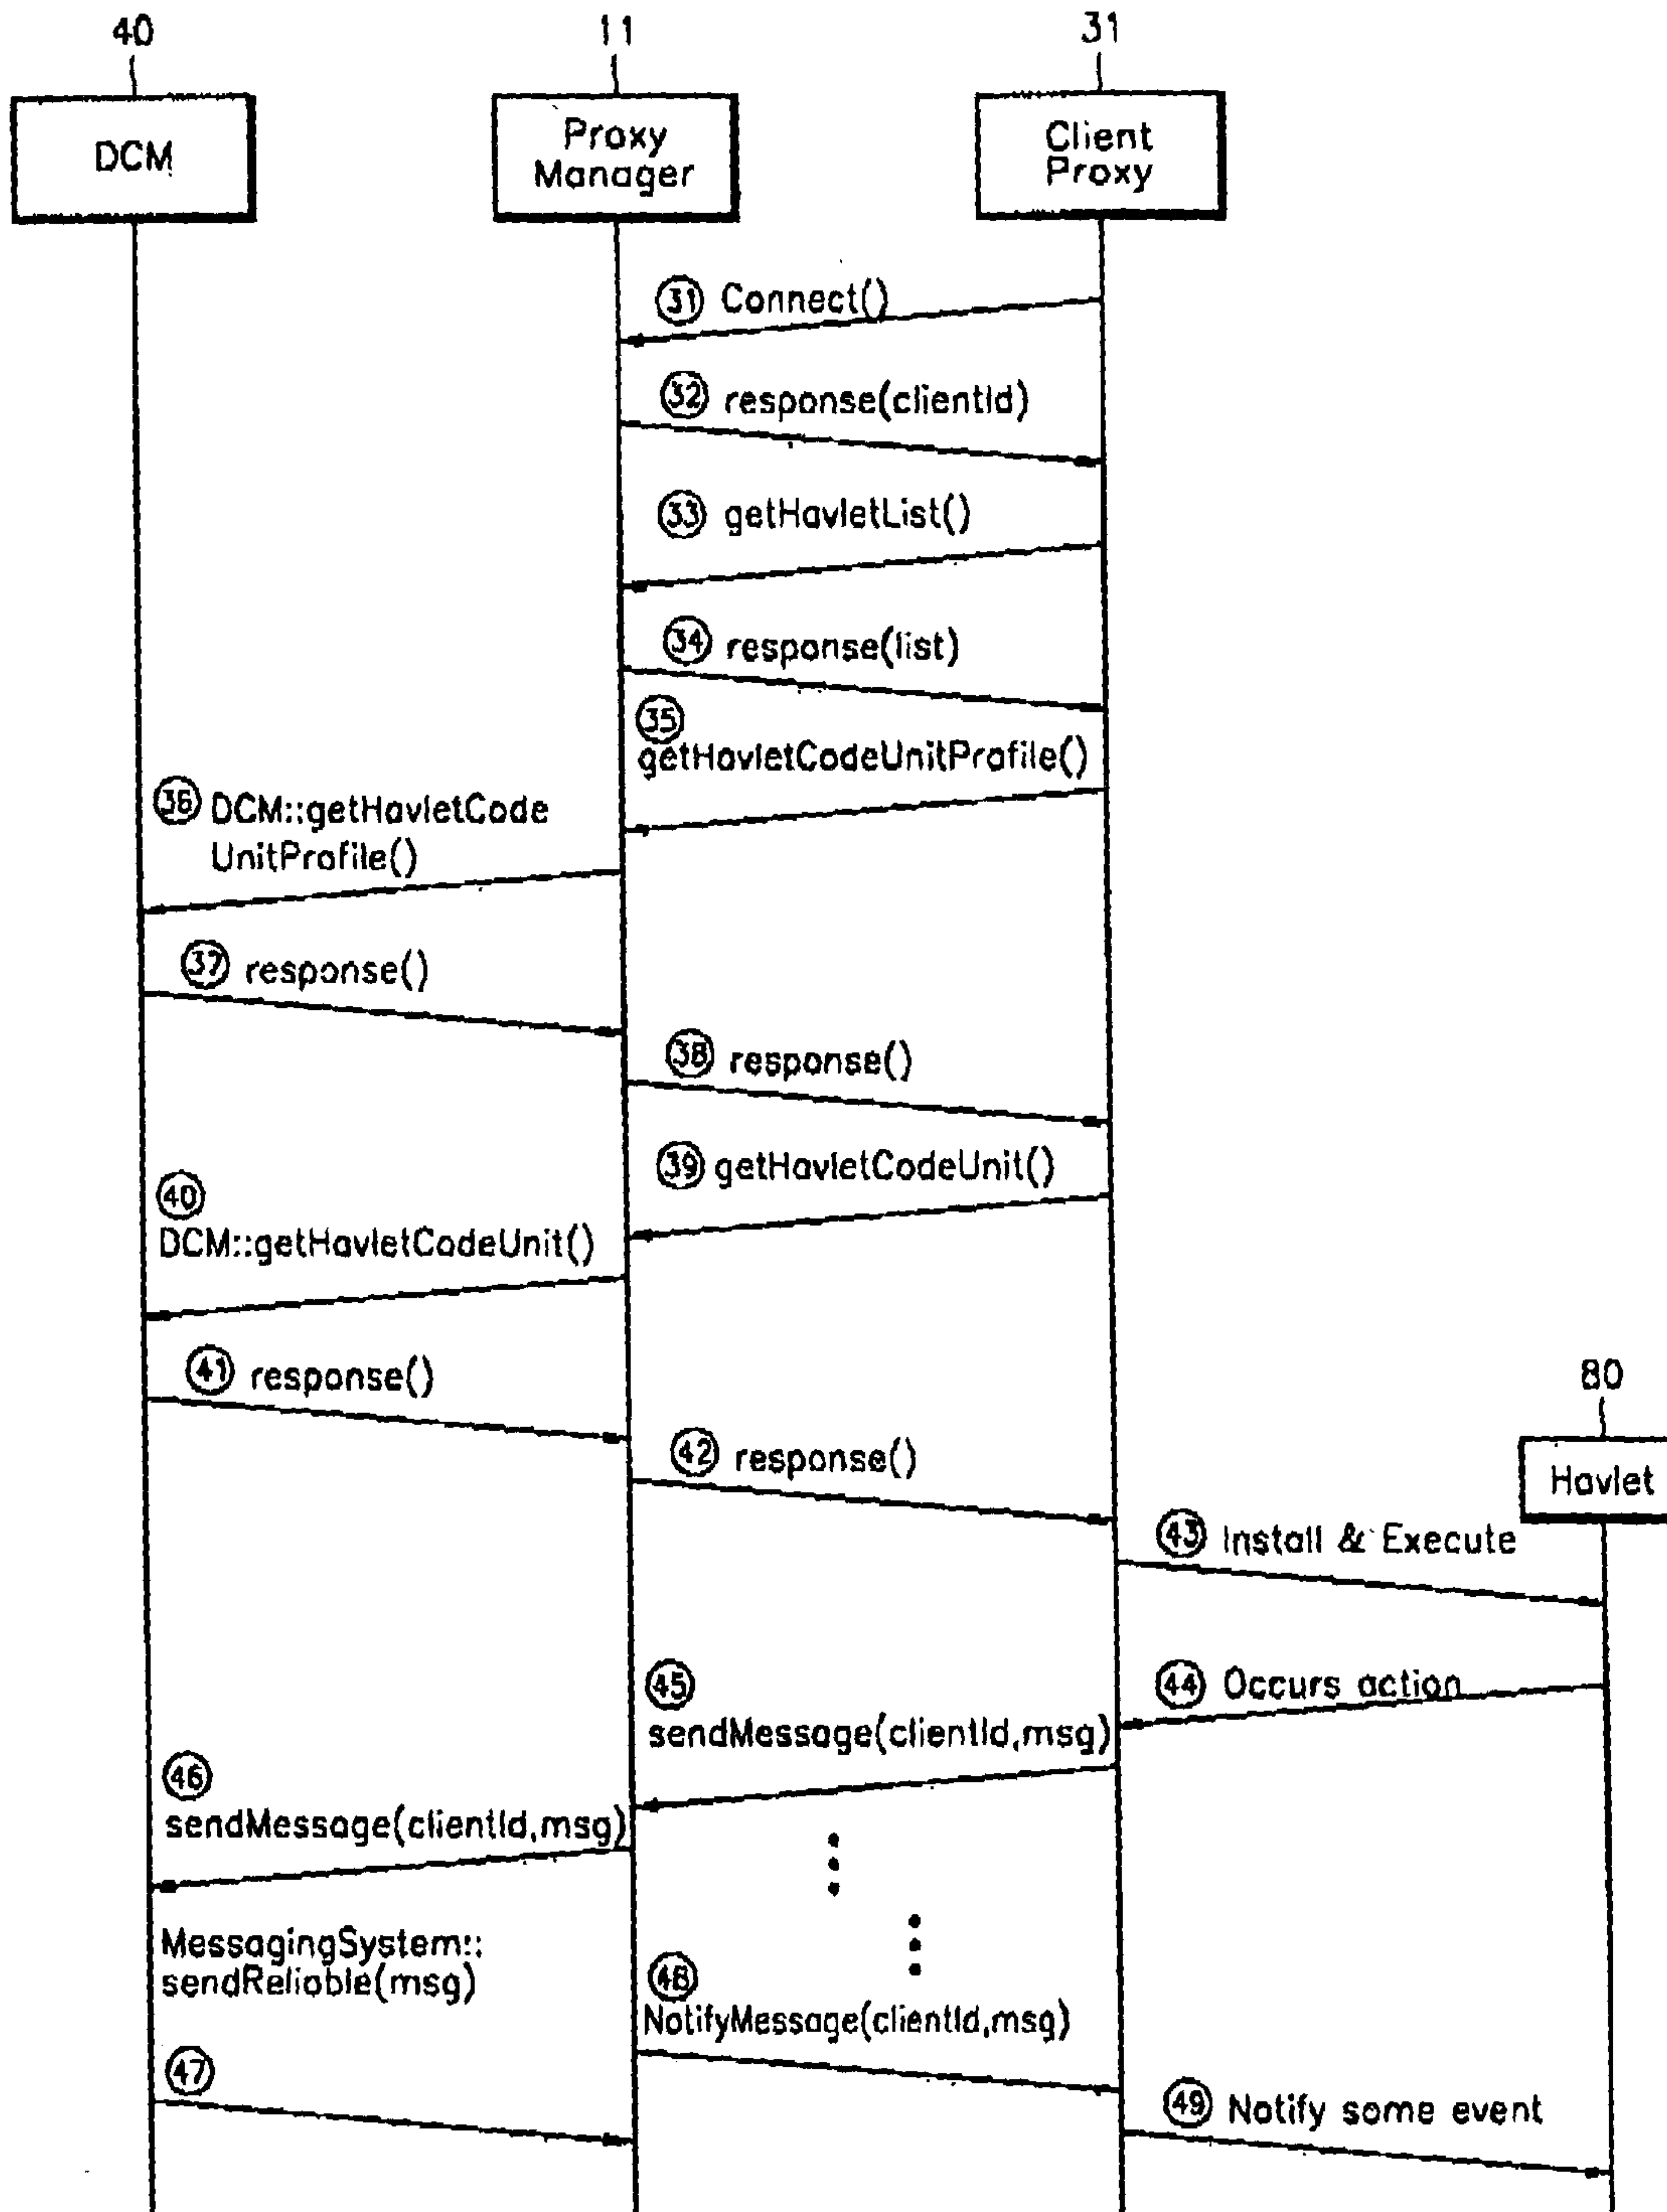 40
11
31
DCM
Proxy
Manager
Client
Proxy
31 Connect()
32 response(clientId)
33 getHavletList()
34 response(list)
35
getHavletCodeUnitProfile()
36 DCM::getHavletCode
UnitProfile()
37 response()
38 response()
39 getHavletCodeUnit()
40
DCM::getHavletCodeUnit()
41 response()
80
Havlet
42 response()
43 Install & Execute
44 Occurs action
45
sendMessage(clientId,msg)
46
sendMessage(clientId,msg)
MessagingSystem::
sendReliable(msg)
48
NotifyMessage(clientId,msg)
47
49 Notify some event